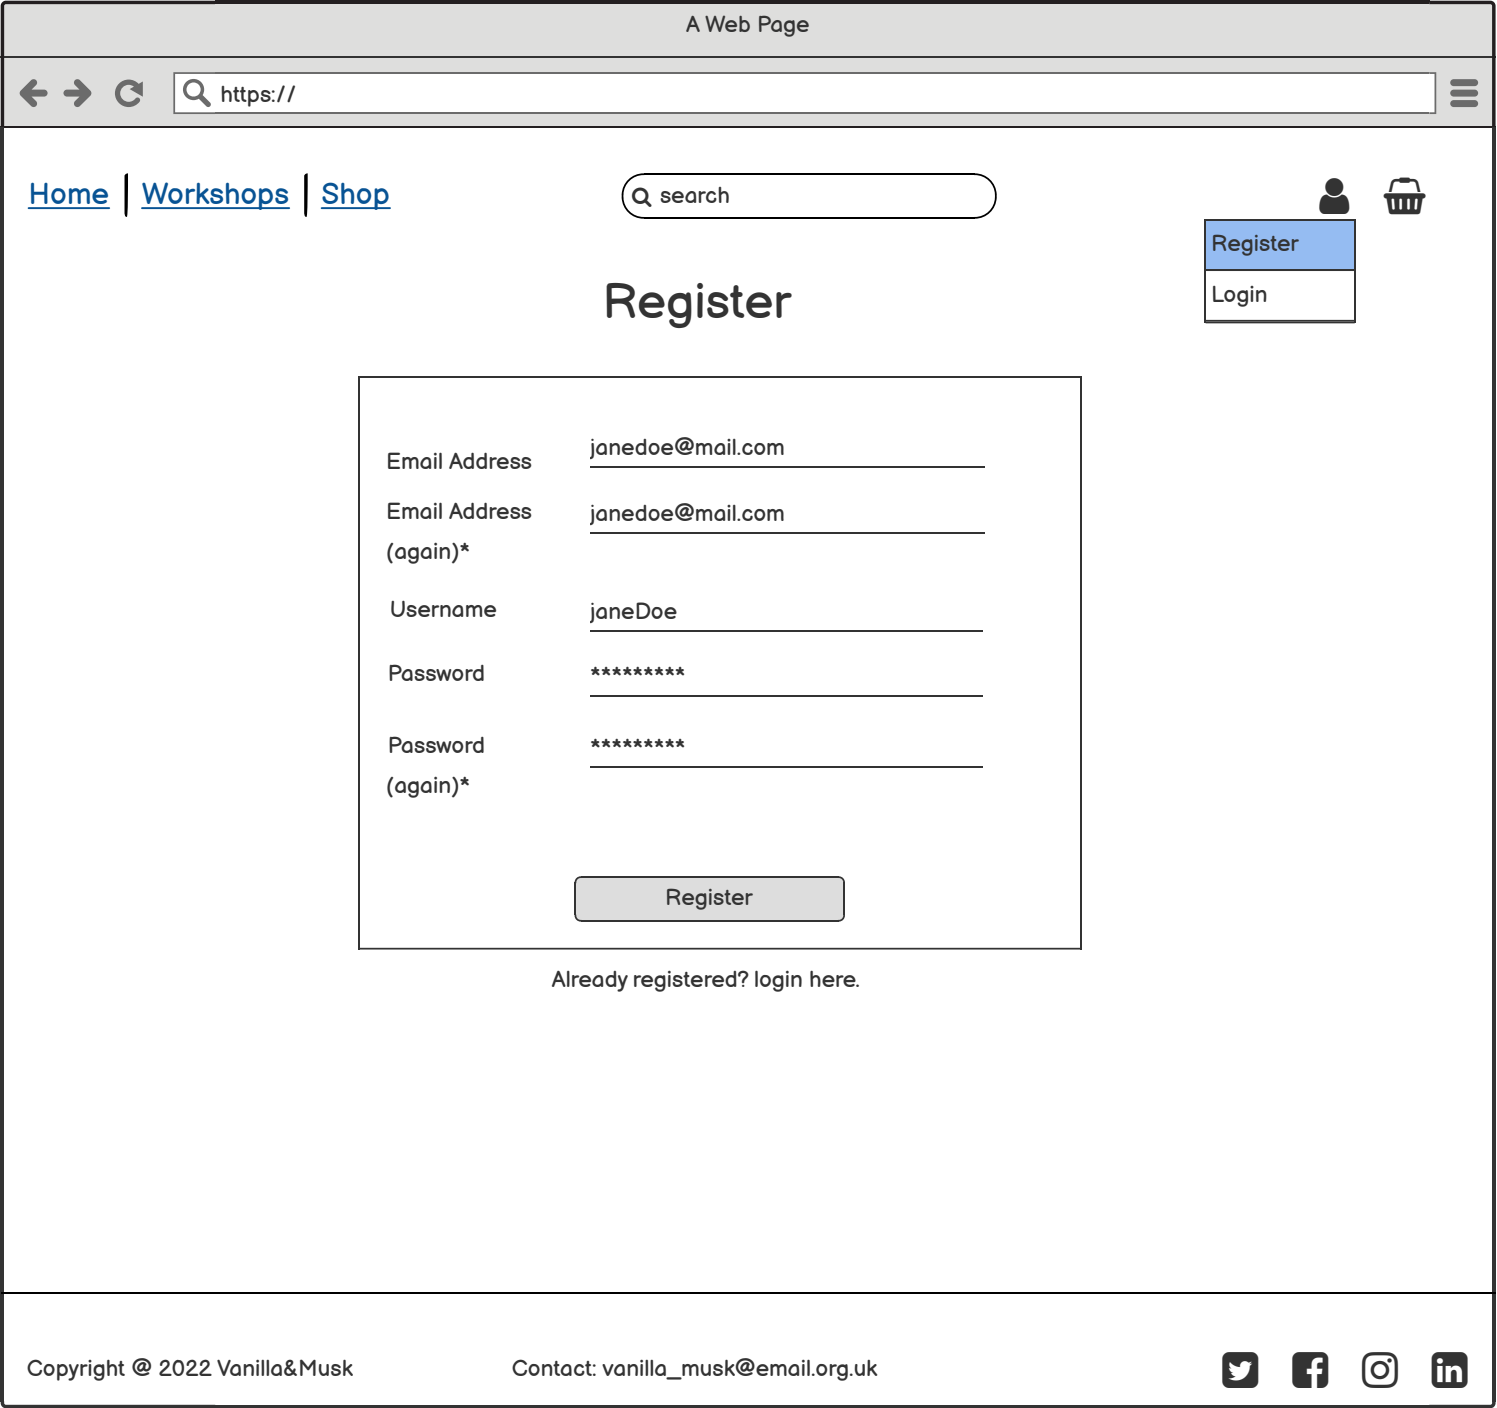 A Web Page
https://
Home Workshops Shop
search
Register
Login
Register
Email Address
janedoe@mail.com
Email Address
(again)*
janedoe@mail.com
Username
janeDoe
Password
*********
Password
(again)*
*********
Register
Already registered? login here.
Copyright @ 2022 Vanilla&Musk
Contact: vanilla_musk@email.org.uk